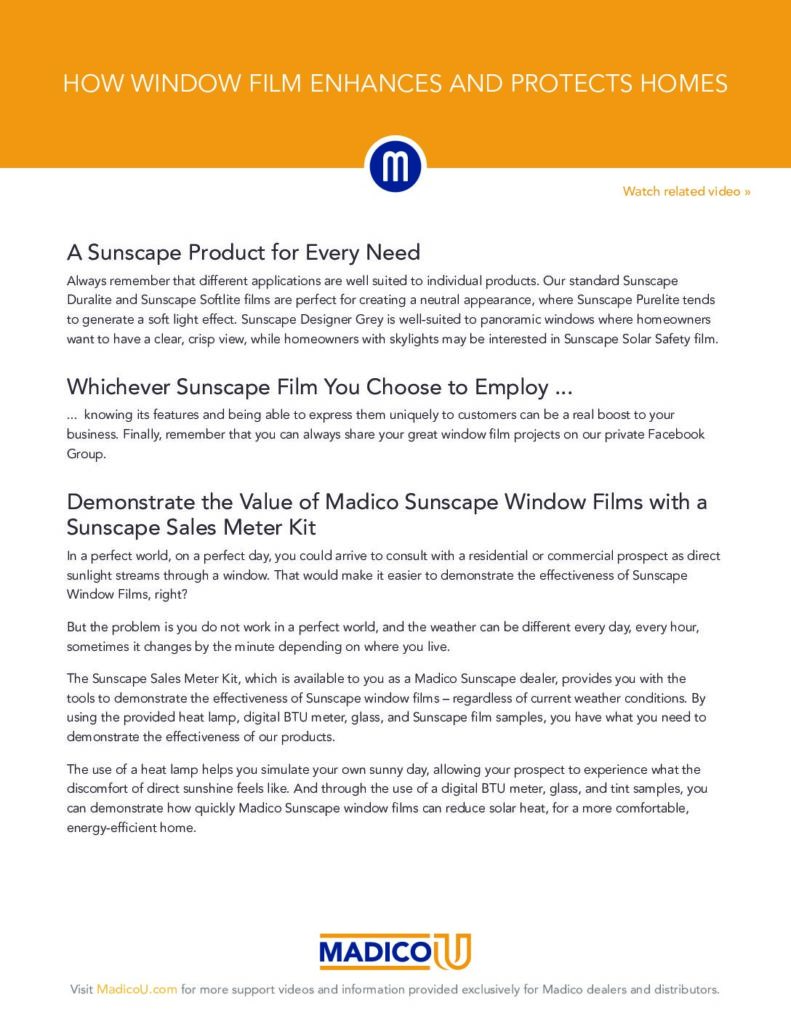 HOW WINDOW FILM ENHANCES AND PROTECTS HOMES
m
Watch related video »
A Sunscape Product for Every Need
Always remember that different applications are well suited to individual products. Our standard Sunscape
Duralite and Sunscape Softlite films are perfect for creating a neutral appearance, where Sunscape Purelite tends
to generate a soft light effect. Sunscape Designer Grey is well-suited to panoramic windows where homeowners
want to have a clear, crisp view, while homeowners with skylights may be interested in Sunscape Solar Safety film.
Whichever Sunscape Film You Choose to Employ ...
... knowing its features and being able to express them uniquely to customers can be a real boost to your
business. Finally, remember that you can always share your great window film projects on our private Facebook
Group.
Demonstrate the Value of Madico Sunscape Window Films with a
Sunscape Sales Meter Kit
In a perfect world, on a perfect day, you could arrive to consult with a residential or commercial prospect as direct
sunlight streams through a window. That would make it easier to demonstrate the effectiveness of Sunscape
Window Films, right?
But the problem is you do not work in a perfect world, and the weather can be different every day, every hour,
sometimes it changes by the minute depending on where you live.
The Sunscape Sales Meter Kit, which is available to you as a Madico Sunscape dealer, provides you with the
tools to demonstrate the effectiveness of Sunscape window films – regardless of current weather conditions. By
using the provided heat lamp, digital BTU meter, glass, and Sunscape film samples, you have what you need to
demonstrate the effectiveness of our products.
The use of a heat lamp helps you simulate your own sunny day, allowing your prospect to experience what the
discomfort of direct sunshine feels like. And through the use of a digital BTU meter, glass, and tint samples, you
can demonstrate how quickly Madico Sunscape window films can reduce solar heat, for a more comfortable,
energy-efficient home.
MADICO U
Visit MadicoU.com for more support videos and information provided exclusively for Madico dealers and distributors.